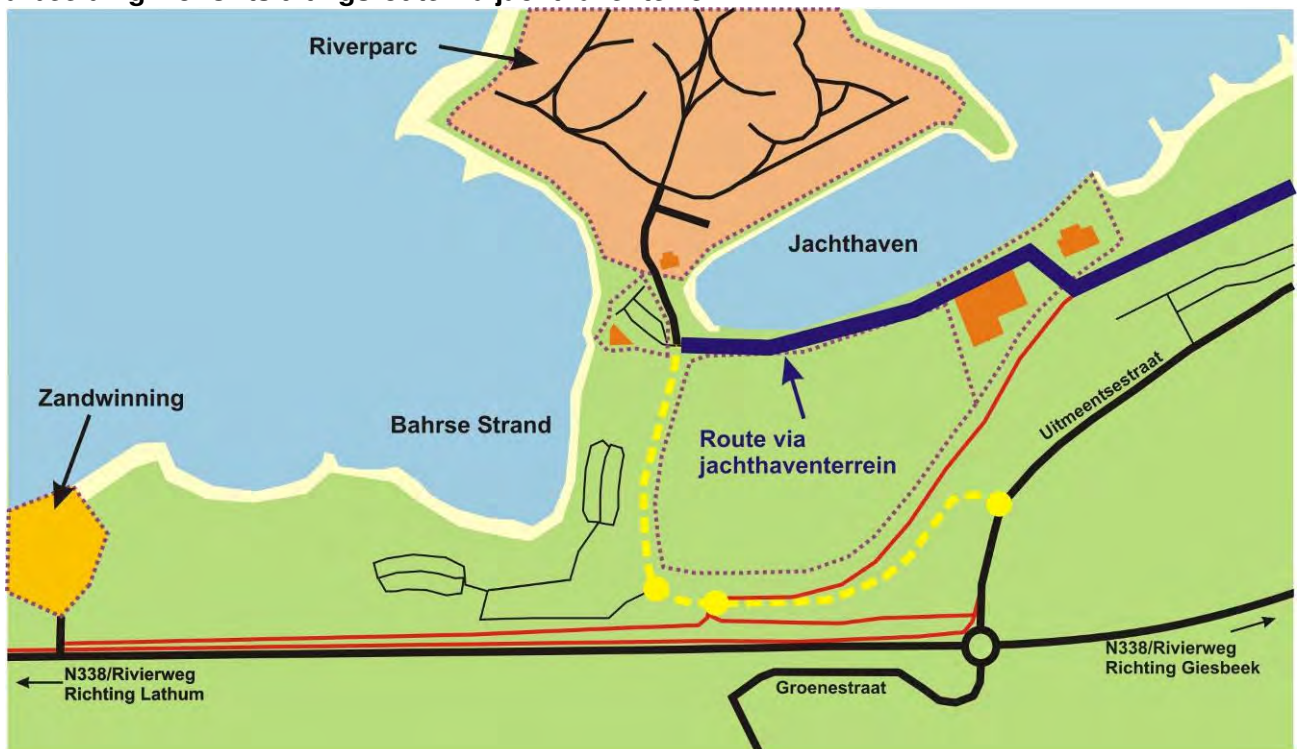 Riverparc
Jachthaven
Zandwinning
Bahrse Strand
Route via
jachthaventerrein
Uitmeentsestraat
N338/Rivierweg
Richting Lathum
Groenestraat
N338/Rivierweg
Richting Giesbeek